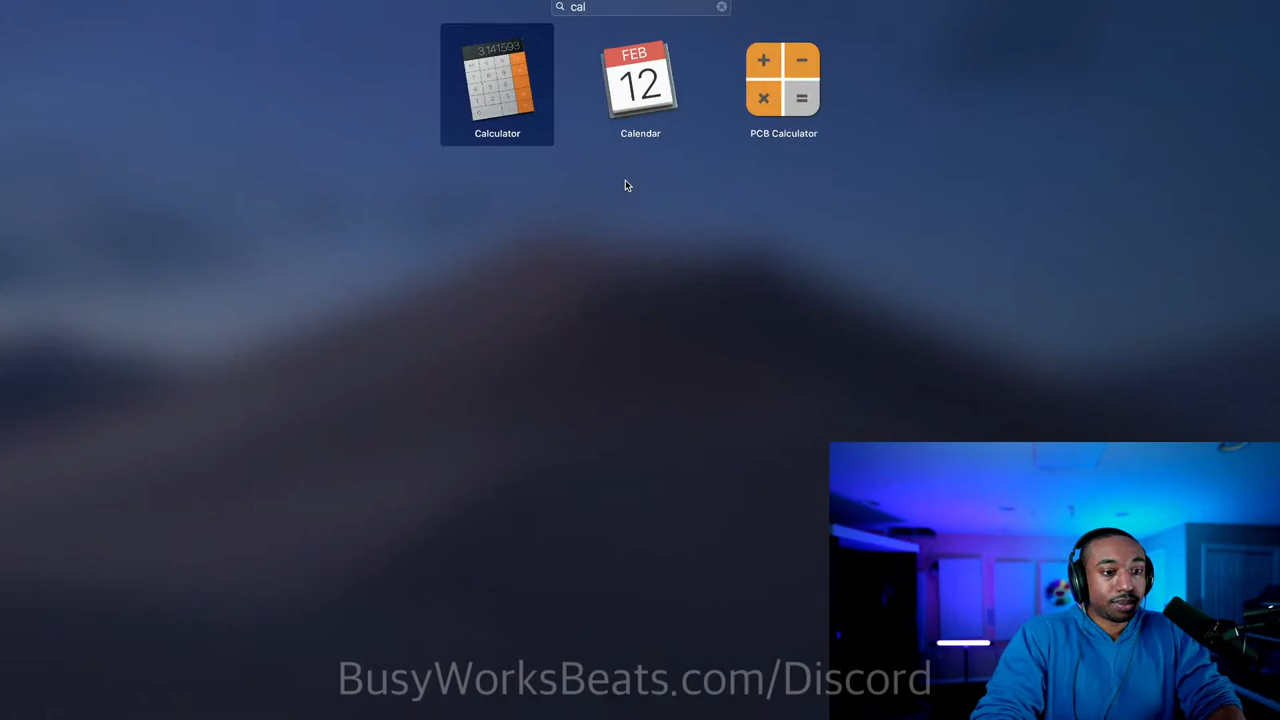 cal
3.141593
FEB
12
Calculator
Calendar
PCB Calculator
BusyWorksBeats.com/Discord